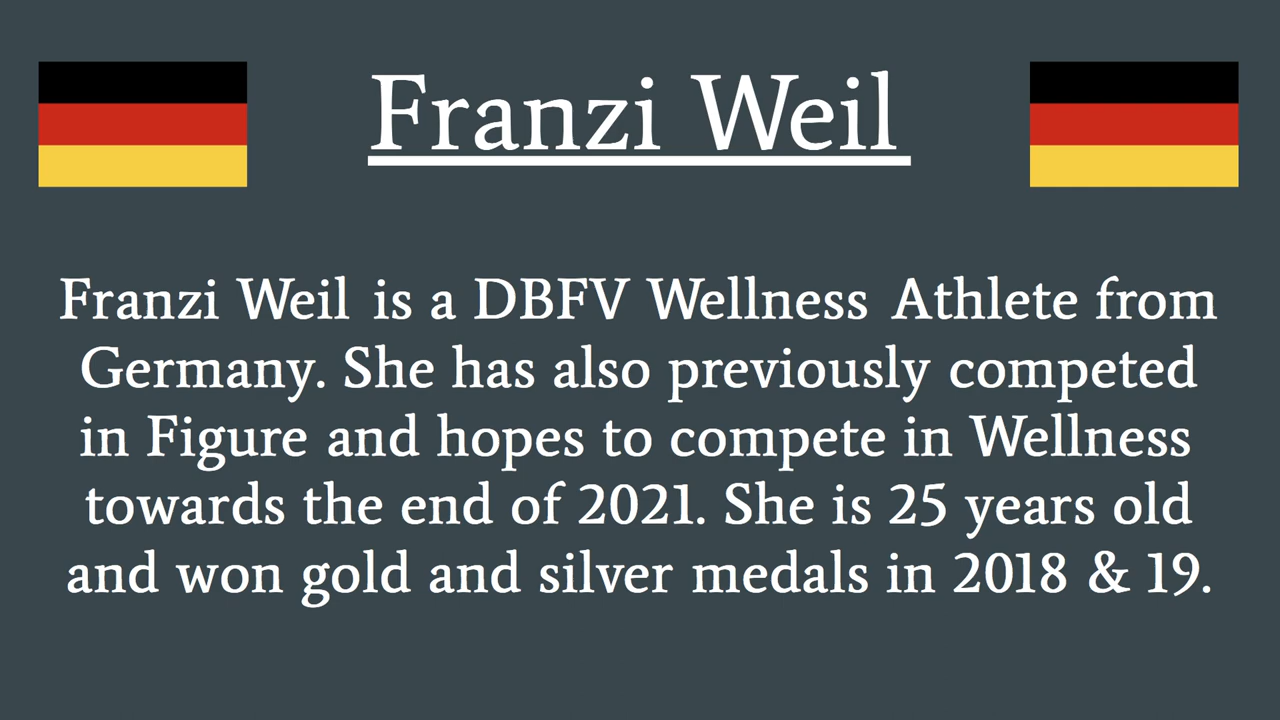 Franzi Weil
Franzi Weil is a DBFV Wellness Athlete from
Germany. She has also previously competed
in Figure and hopes to compete in Wellness
towards the end of 2021. She is 25 years old
and won gold and silver medals in 2018 & 19.